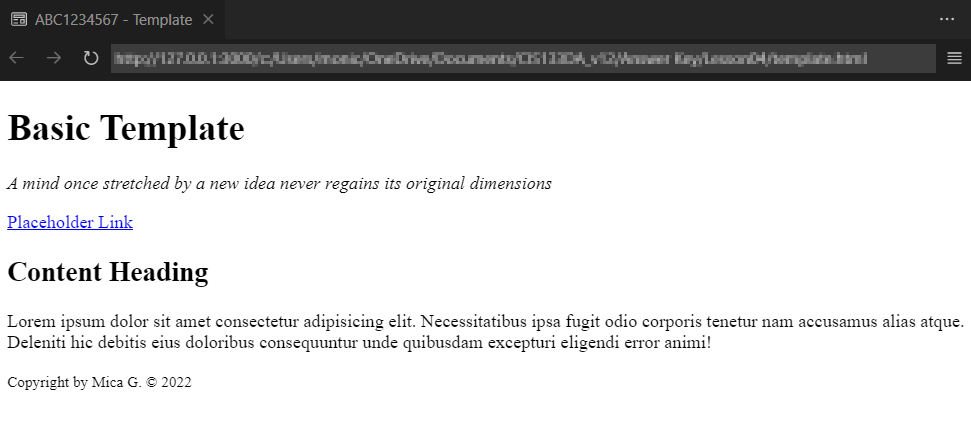 ABC1234567 - Template
Basic Template
A mind once stretched by a new idea never regains its original dimensions
Placeholder Link
Content Heading
Lorem ipsum dolor sit amet consectetur adipisicing elit. Necessitatibus ipsa fugit odio corporis tenetur nam accusamus alias atque.
Deleniti hic debitis eius doloribus consequuntur unde quibusdam excepturi eligendi error animi!
Copyright by Mica G. © 2022